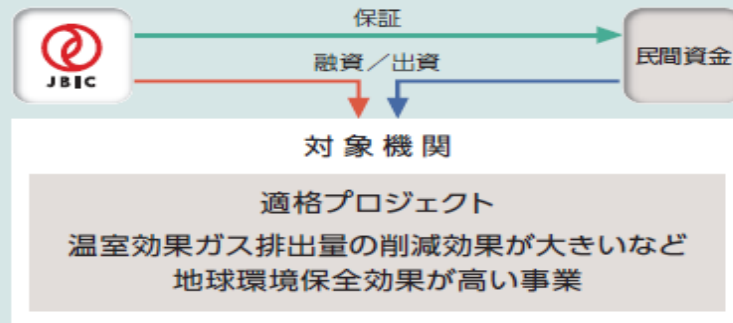 保証
JBIC
融資／出資
民間資金
対象機関
適格プロジェクト
温室効果ガス排出量の削減効果が大きいなど
地球環境保全効果が高い事業